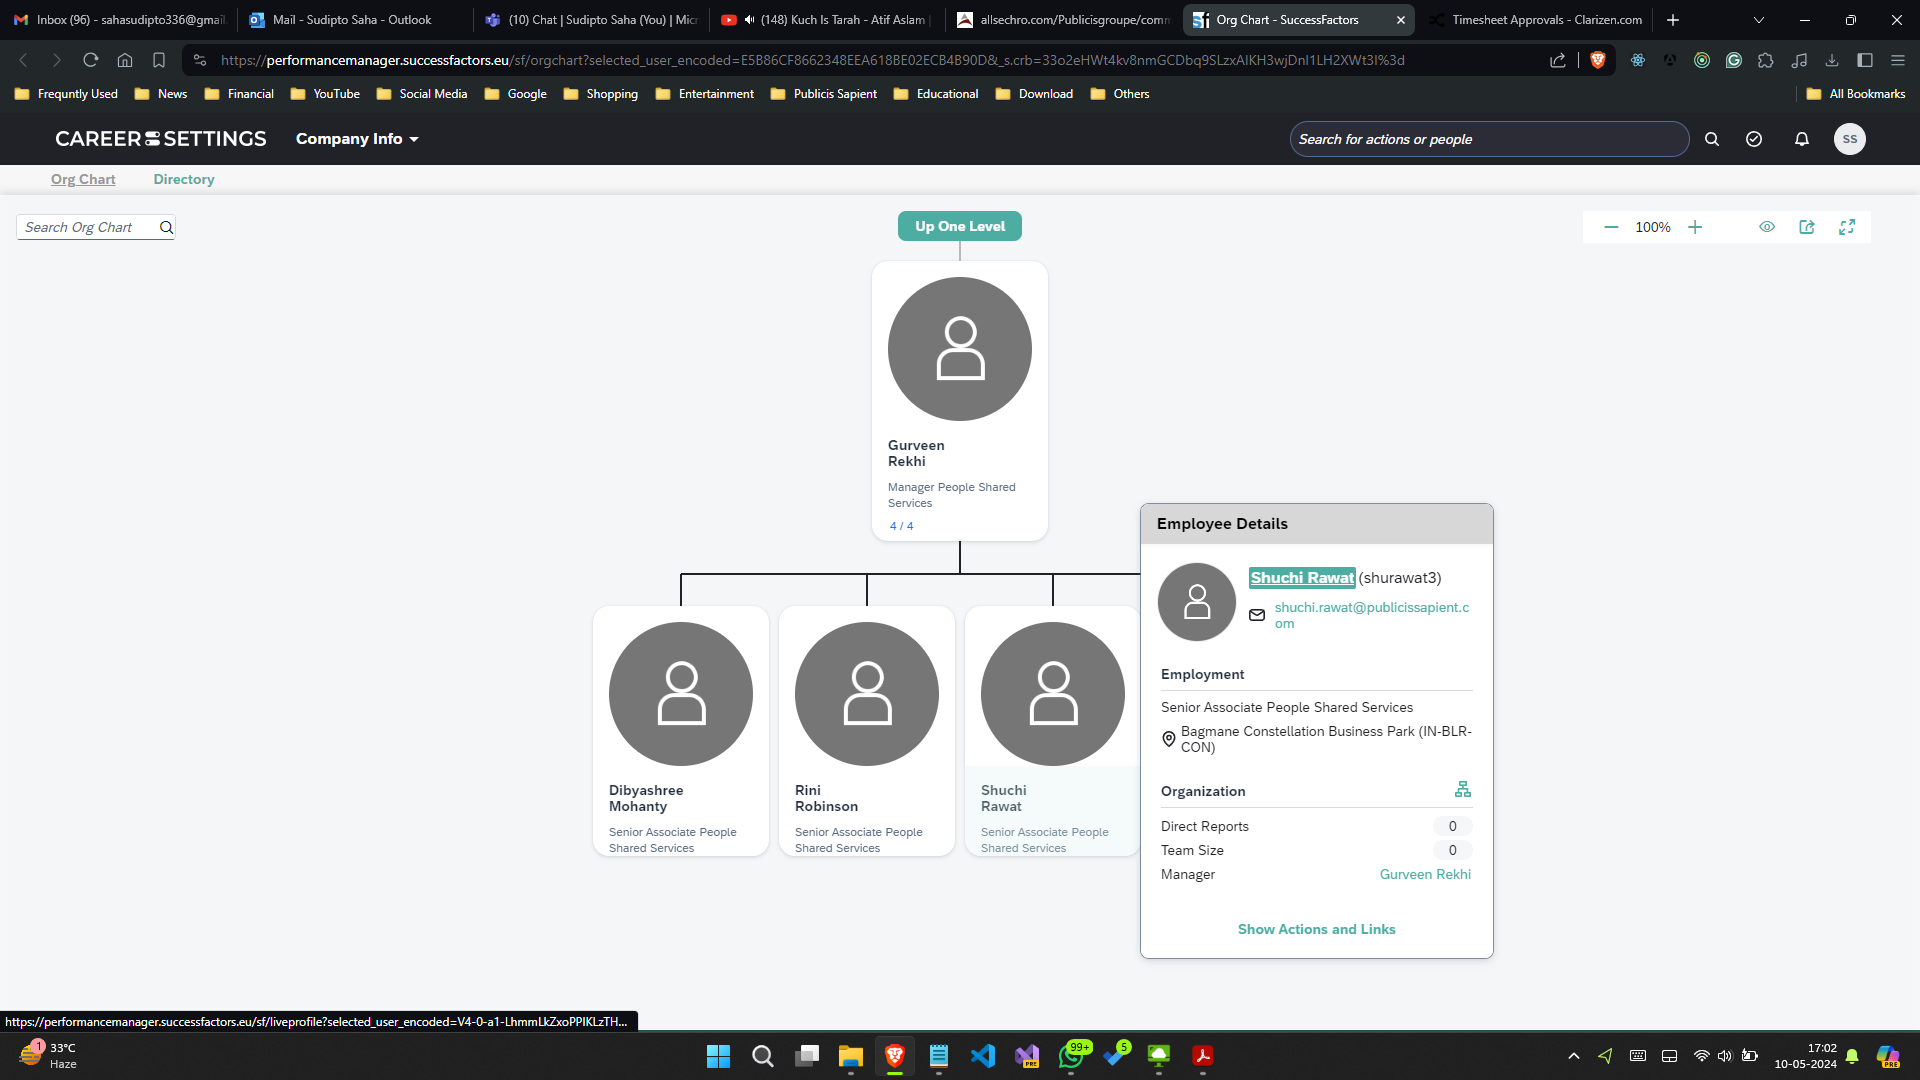 Inbox (96) - sahasudipto336@gmail.
Mail - Sudipto Saha - Outlook
(10) Chat | Sudipto Saha (You) | Micr
(148) Kuch Is Tarah - Atif Aslam |
allsechro.com/Publicisgroupe/comm
Org Chart - SuccessFactors
Timesheet Approvals - Clarizen.com
https://performancemanager.successfactors.eu/sf/orgchart?selected_user_encoded=E5B86CF8662348EEA618BE02ECB4B90D&_s.crb=33o2eHWt4kv8nmGCDbq9SLzxAlKH3wjDnI1LH2XWt3I%3d
Frequntly Used
News
Financial
YouTube
Social Media
Google
Shopping
Entertainment
Publicis Sapient
Educational
Download
Others
All Bookmarks
CAREER SETTINGS
Company Info
Search for actions or people
SS
Org Chart
Directory
Search Org Chart
Up One Level
100%
Gurveen
Rekhi
Manager People Shared
Services
4 / 4
Dibyashree
Mohanty
Senior Associate People
Shared Services
Rini
Robinson
Senior Associate People
Shared Services
Shuchi
Rawat
Senior Associate People
Shared Services
Employee Details
Shuchi Rawat (shurawat3)
shuchi.rawat@publicissapient.c
om
Employment
Senior Associate People Shared Services
Bagmane Constellation Business Park (IN-BLR-
CON)
Organization
Direct Reports 0
Team Size 0
Manager Gurveen Rekhi
Show Actions and Links
https://performancemanager.successfactors.eu/sf/liveprofile?selected_user_encoded=V4-0-a1-LhmmLkZxoPPIKLzTH...
1
33°C
Haze
PRE
99+
5
17:02
10-05-2024
PRE